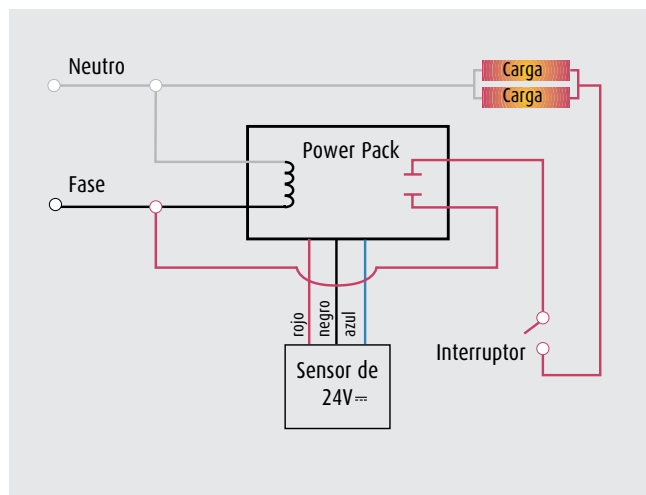 Neutro
Carga
Carga
Power Pack
Fase
rojo
negro
azul
Interruptor
Sensor de
24V⎓